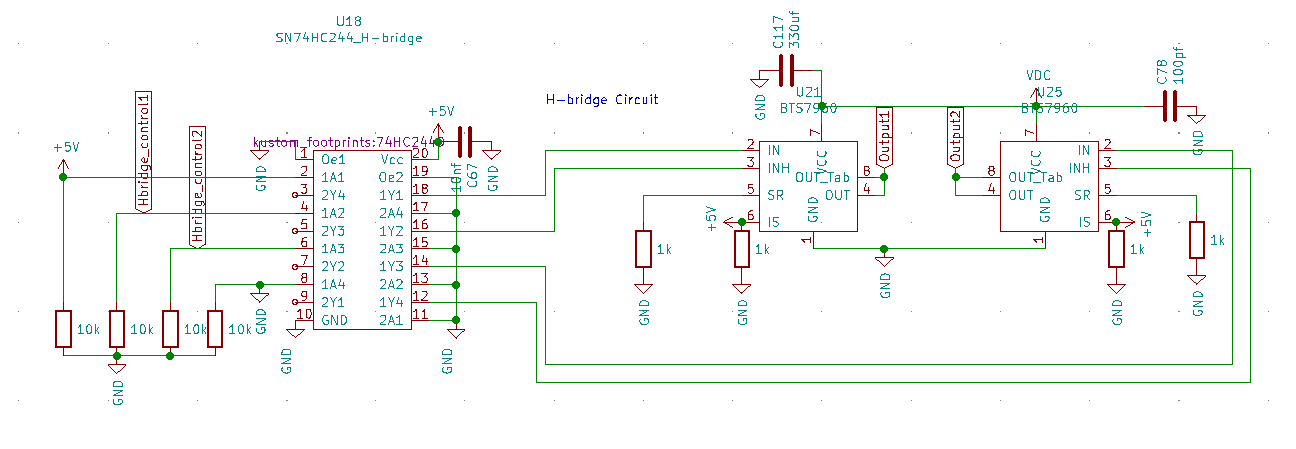 U18
SN74HC244_H-bridge
C117
330uf
GND
U21
BTS7960
VDC
U25
BTS7960
C78
100pf
GND
H-bridge Circuit
+5V
kustom_footprints:74HC244
10nf
C67
GND
+5V
Hbridge_control1
Hbridge_control2
GND
1 Oe1 Vcc 20
2 1A1 Oe2 19
3 2Y4 1Y1 18
4 1A2 2A4 17
5 2Y3 1Y2 16
6 1A3 2A3 15
7 2Y2 1Y3 14
8 1A4 2A2 13
9 2Y1 1Y4 12
10 GND 2A1 11
GND
GND
GND
10k
10k
10k
10k
GND
7
VCC
2 IN
3 INH
OUT_Tab 8
5 SR OUT 4
6 IS
GND
1
Output1
+5V
1k
1k
GND
GND
GND
Output2
7
VCC
IN 2
INH 3
8 OUT_Tab
4 OUT SR 5
IS 6
GND
1
+5V
1k
1k
GND
GND